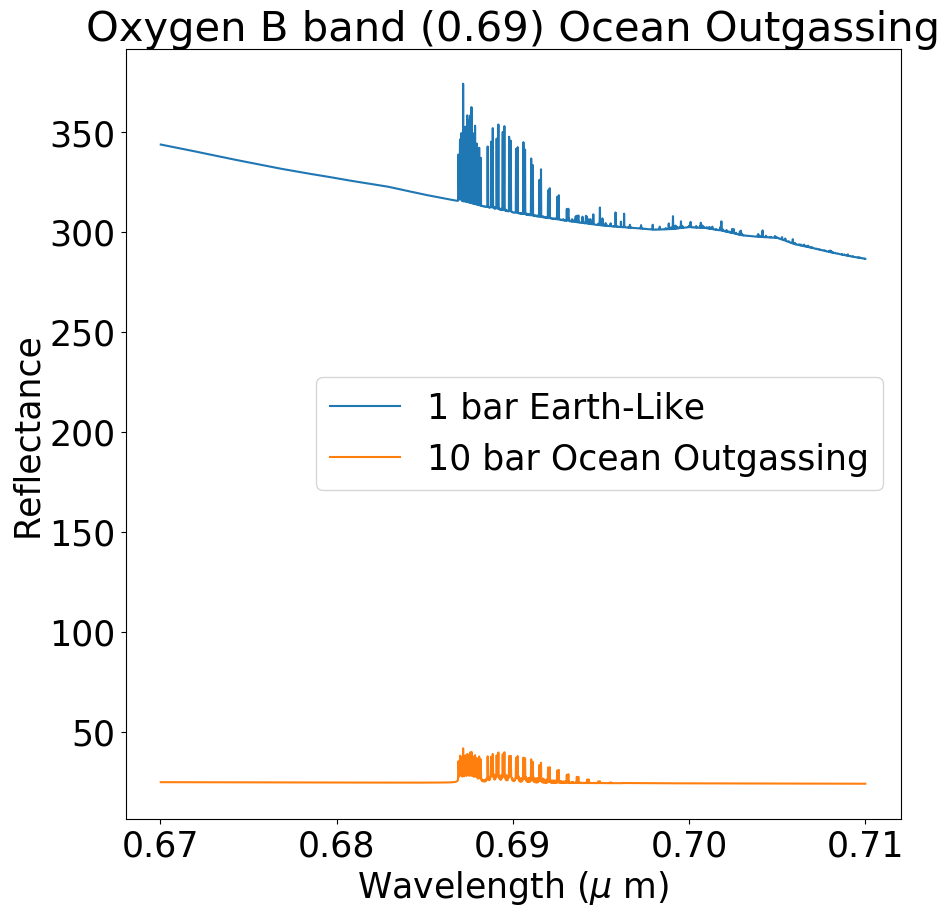 Oxygen B band (0.69) Ocean Outgassing
350
300
250
200
150
100
50
Reflectance
1 bar Earth-Like
10 bar Ocean Outgassing
0.67 0.68 0.69 0.70 0.71
Wavelength (μ m)